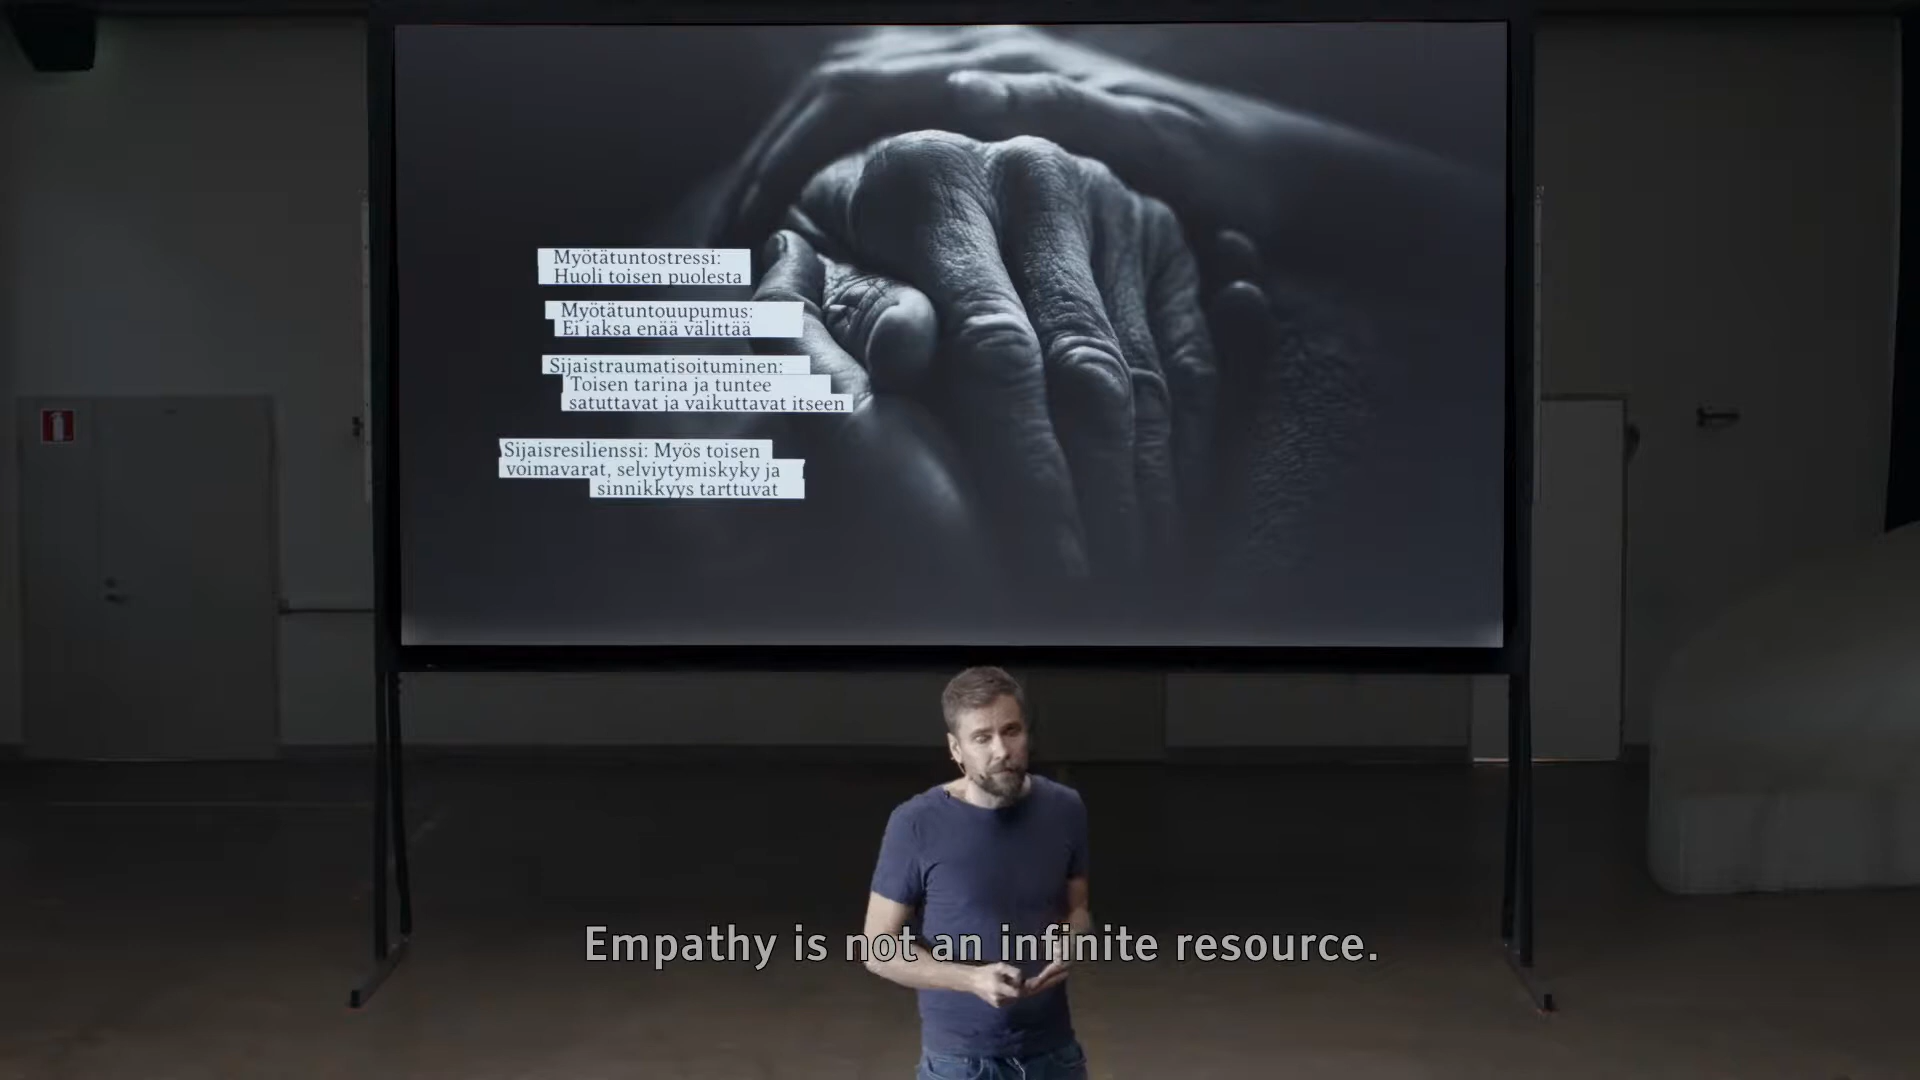 Myötätuntostressi:
Huoli toisen puolesta
Myötätuntouupumus:
Ei jaksa enää välittää
Sijaistraumatisoituminen:
Toisen tarina ja tuntee
satuttavat ja vaikuttavat itseen
Sijaisresilienssi: Myös toisen
voimavarat, selviytymiskyky ja
sinnikkyys tarttuvat
Empathy is not an infinite resource.